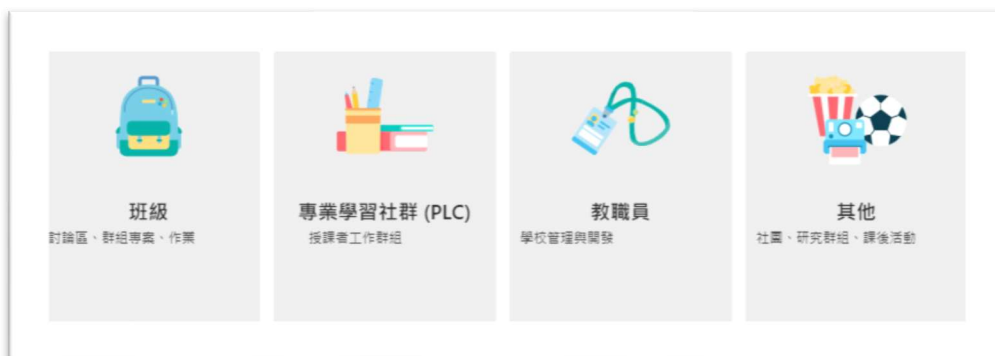 班級
討論區、群組專案、作業
專業學習社群 (PLC)
授課者工作群組
教職員
學校管理與開發
其他
社團、研究群組、課後活動